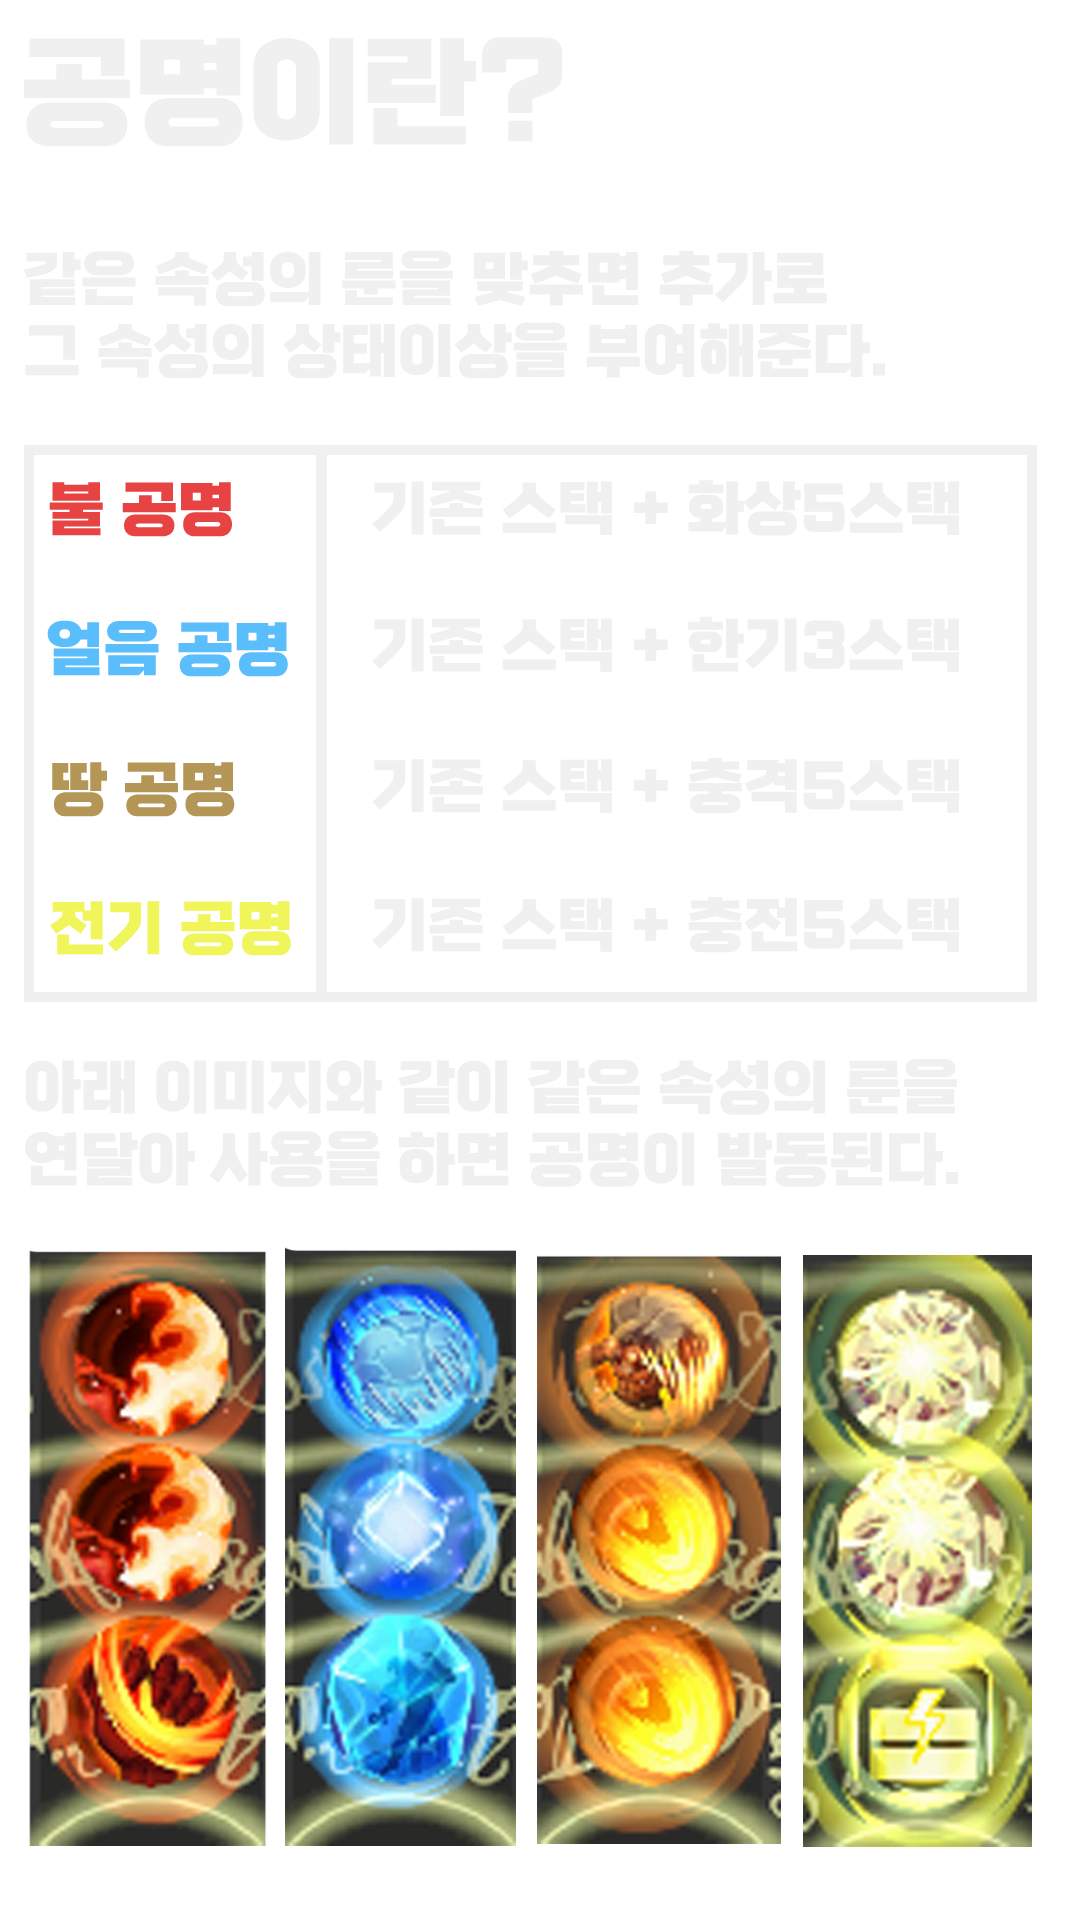 공명이란?
같은 속성의 룬을 맞추면 추가로
그 속성의 상태이상을 부여해준다.
불 공명 기존 스택 + 화상5스택
얼음 공명 기존 스택 + 한기3스택
땅 공명 기존 스택 + 충격5스택
전기 공명 기존 스택 + 충전5스택
아래 이미지와 같이 같은 속성의 룬을
연달아 사용을 하면 공명이 발동된다.